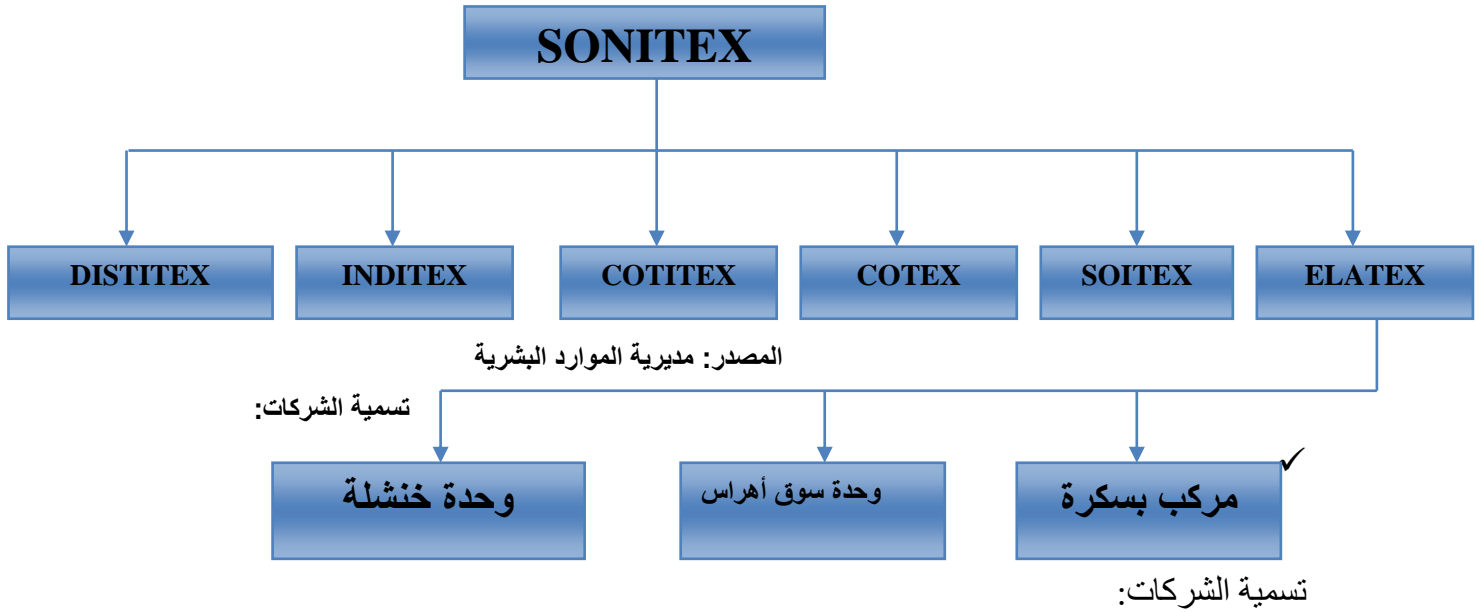 SONITEX
DISTITEX INDITEX COTITEX COTEX SOITEX ELATEX
المصدر: مديرية الموارد البشرية
تسمية الشركات:
✓
مركب بسكرة وحدة سوق أهراس وحدة خنشلة
تسمية الشركات: